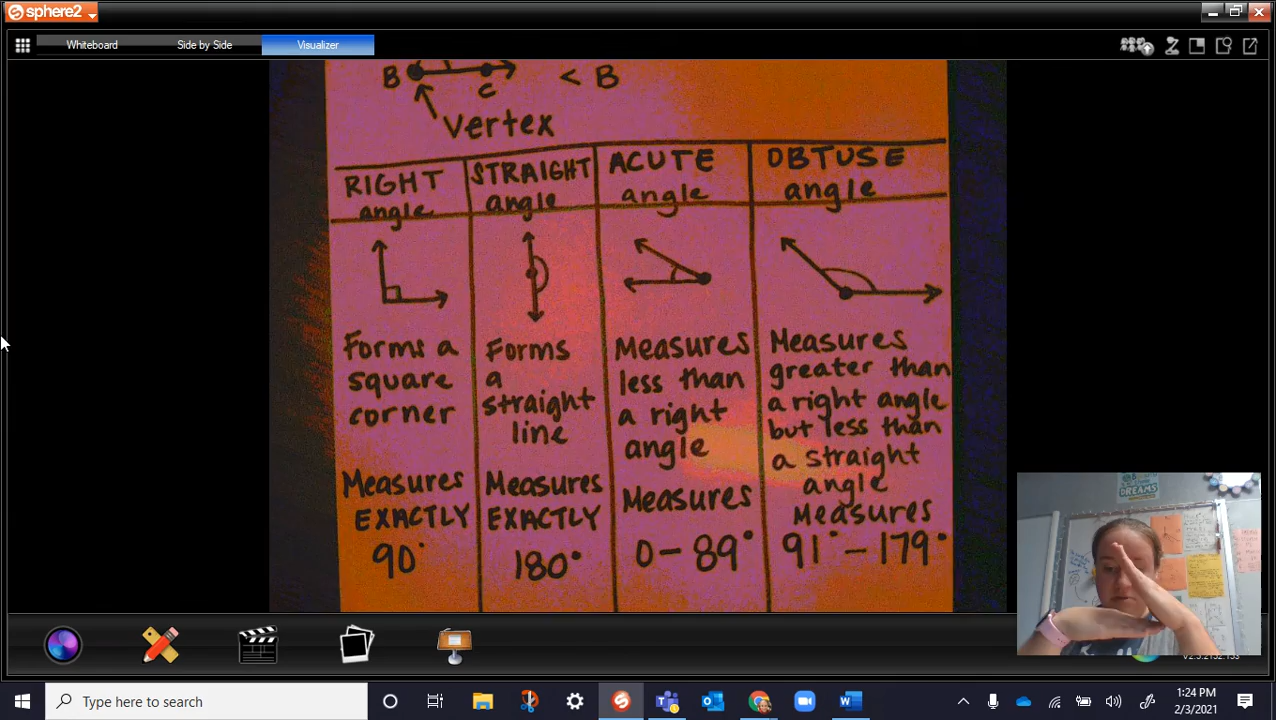 sphere2
Whiteboard Side by Side Visualizer
B C < B
Vertex
RIGHT angle
STRAIGHT angle
ACUTE angle
OBTUSE angle
Forms a
square
corner
Measures
EXACTLY
90°
Forms
a
straight
line
Measures
EXACTLY
180°
Measures
less than
a right
angle
Measures
0-89°
Measures
greater than
a right angle
but less than
a straight
angle
Measures
91°-179°
DREAMS
Type here to search
1:24 PM
2/3/2021